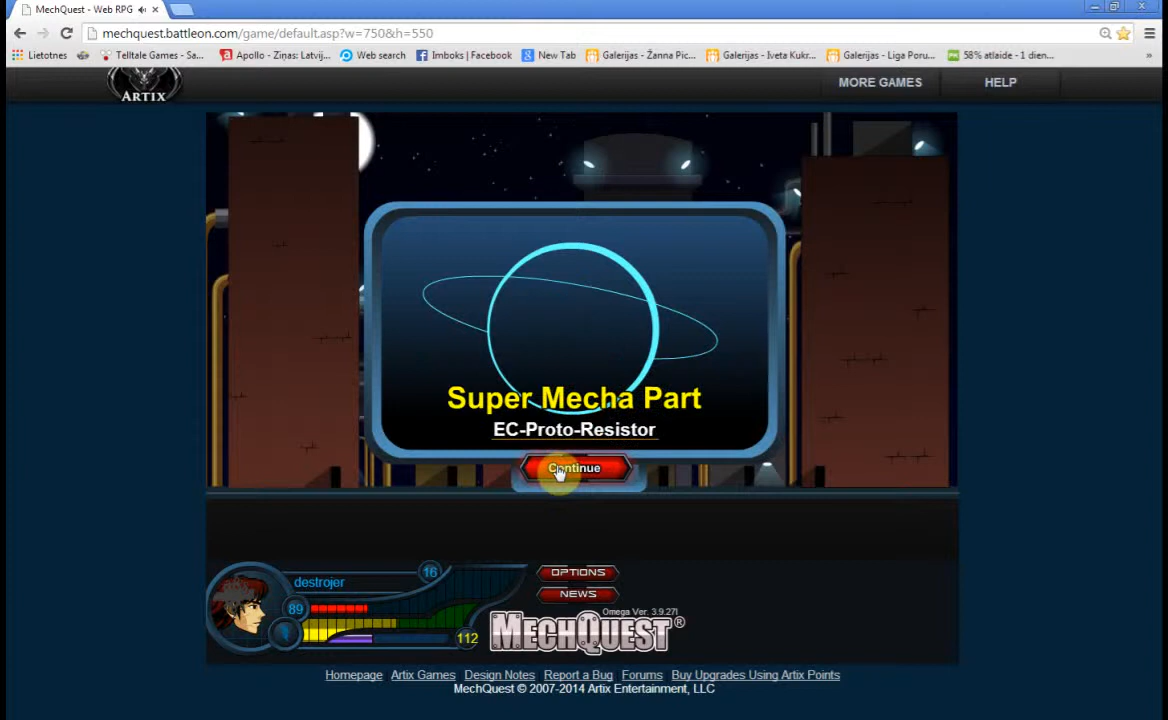 MechQuest - Web RPG
mechquest.battleon.com/game/default.asp?w=750&h=550
Lietotnes
Telltale Games - Sa...
Apollo - Ziņas: Latvij...
Web search
Imboks | Facebook
New Tab
Galerijas - Žanna Pic...
Galerijas - Iveta Kukr...
Galerijas - Liga Poru...
58% atlaide - 1 dien...
»
ARTIX
MORE GAMES
HELP
Super Mecha Part
EC-Proto-Resistor
Continue
destrojer
16
89
112
OPTIONS
NEWS
Omega Ver. 3.9.27l
MECHQUEST®
Homepage Artix Games Design Notes Report a Bug Forums Buy Upgrades Using Artix Points
MechQuest © 2007-2014 Artix Entertainment, LLC